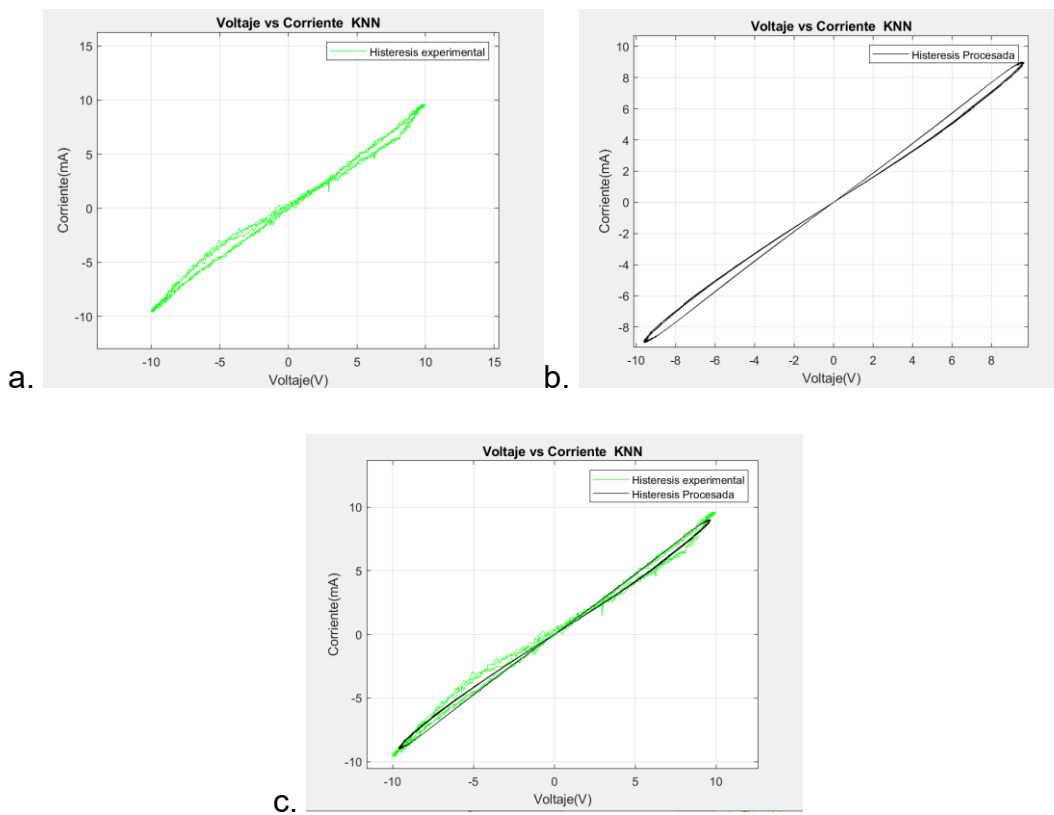 Voltaje vs Corriente KNN
Histeresis experimental
15
10
5
0
-5
-10
Corriente(mA)
-10
-5
0
5
10
15
Voltaje(V)
a.
Voltaje vs Corriente KNN
Histeresis Procesada
10
8
6
4
2
0
-2
-4
-6
-8
Corriente(mA)
-10
-8
-6
-4
-2
0
2
4
6
8
Voltaje(V)
b.
Voltaje vs Corriente KNN
Histeresis experimental
Histeresis Procesada
10
5
0
-5
-10
Corriente(mA)
-10
-5
0
5
10
Voltaje(V)
c.